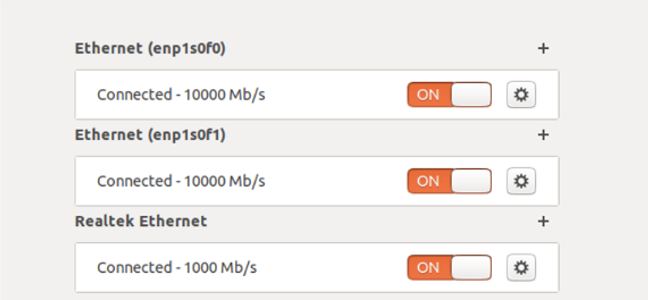 Ethernet (enp1s0f0)
+
Connected - 10000 Mb/s
ON
Ethernet (enp1s0f1)
+
Connected - 10000 Mb/s
ON
Realtek Ethernet
+
Connected - 1000 Mb/s
ON